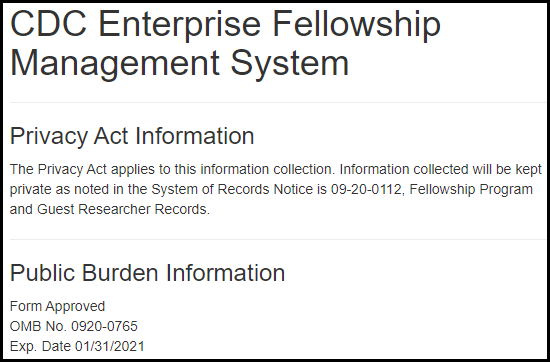 CDC Enterprise Fellowship
Management System
Privacy Act Information
The Privacy Act applies to this information collection. Information collected will be kept
private as noted in the System of Records Notice is 09-20-0112, Fellowship Program
and Guest Researcher Records.
Public Burden Information
Form Approved
OMB No. 0920-0765
Exp. Date 01/31/2021